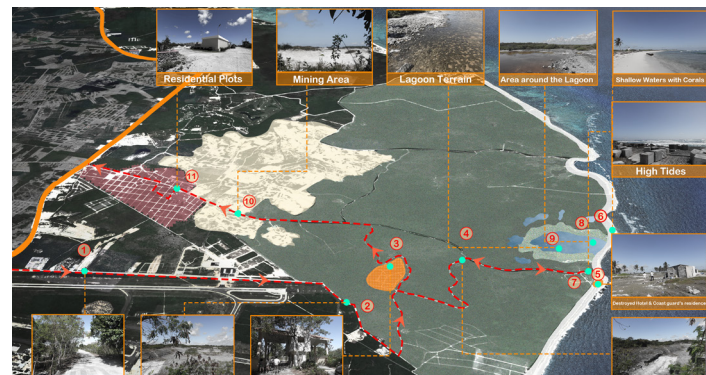 Residential Plots
Mining Area
Lagoon Terrain
Area around the Lagoon
Shallow Waters with Corals
High Tides
11
10
1
2
3
4
9
8
6
7
5
Destroyed Hotel & Coast guard's residence